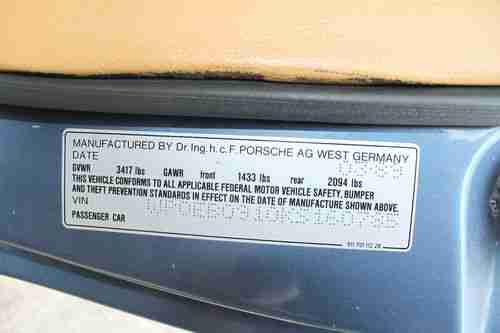 MANUFACTURED BY Dr. Ing. h. c. F. PORSCHE AG WEST GERMANY
DATE 03-89
GVWR 3417 lbs GAWR front 1433 lbs rear 2094 lbs
THIS VEHICLE CONFORMS TO ALL APPLICABLE FEDERAL MOTOR VEHICLE SAFETY, BUMPER
AND THEFT PREVENTION STANDARDS IN EFFECT ON THE DATE OF MANUFACTURE SHOWN ABOVE.
VIN
PASSENGER CAR